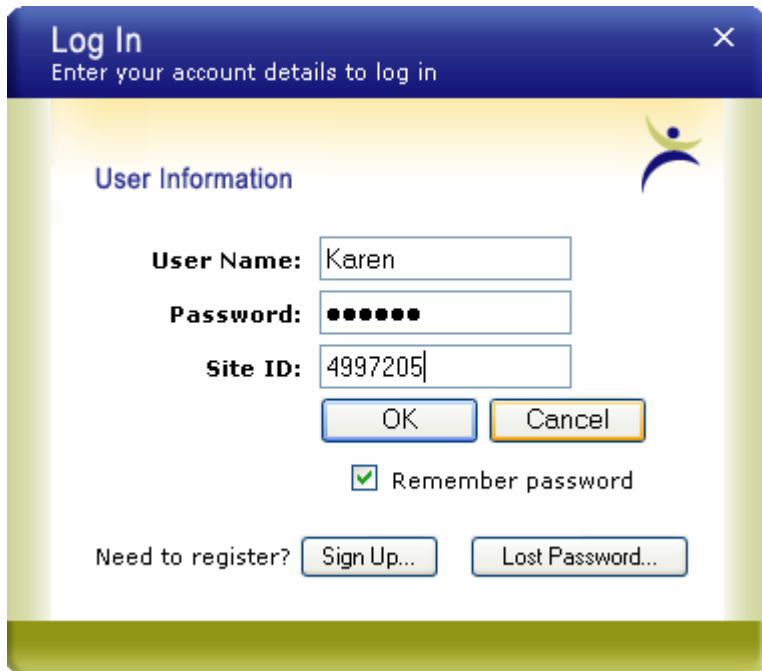 Log In
Enter your account details to log in
User Information
User Name: Karen
Password: ●●●●●●
Site ID: 4997205
OK Cancel
Remember password
Need to register? Sign Up... Lost Password...